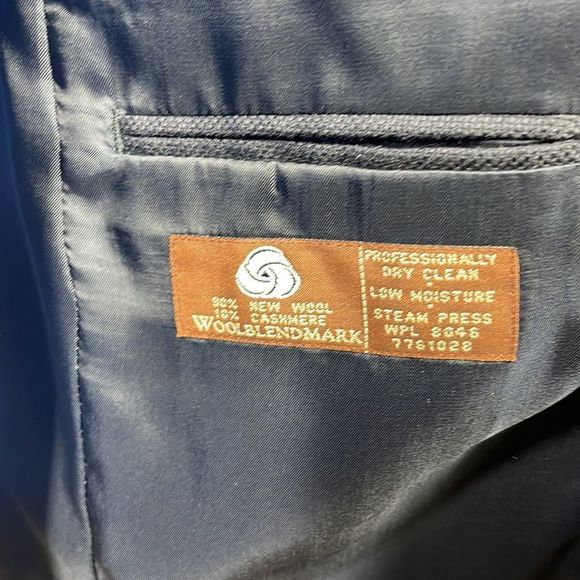 90% NEW WOOL
10% CASHMERE
WOOLBLENDMARK
PROFESSIONALLY
DRY CLEAN
•
LOW MOISTURE
•
STEAM PRESS
WPL 8046
7761028